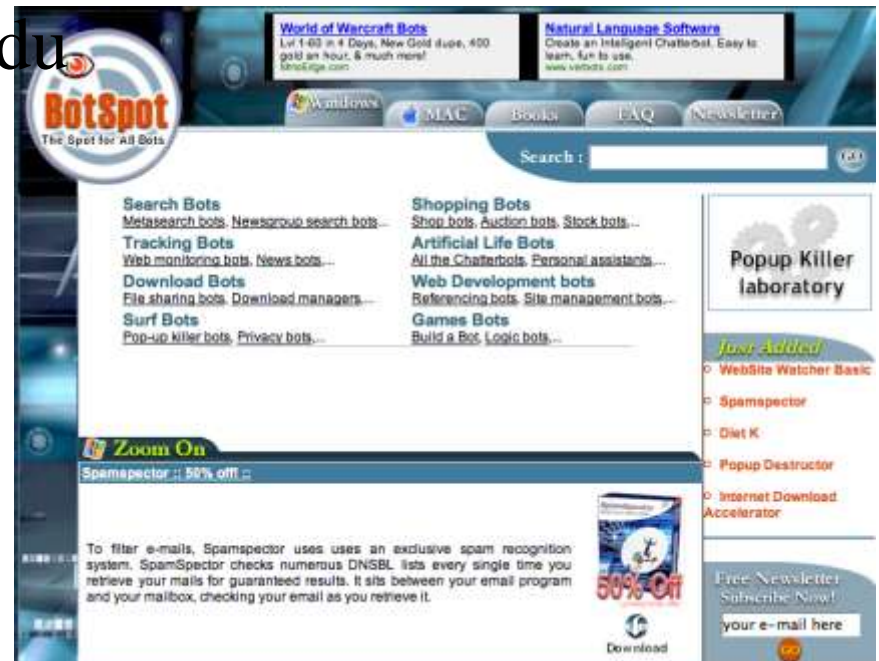 du
World of Warcraft Bots
Lvl 1-60 in 4 Days, New Gold dupe, 400
gold an hour, & much more!
Natural Language Software
Create an Inteligent Chatterbot. Easy to
learn, fun to use.
www.verbots.com
BotSpot
The Spot for All Bots
Windows
MAC
Books
FAQ
Newsletter
Search :
GO
Search Bots
Metasearch bots, Newsgroup search bots...
Tracking Bots
Web monitoring bots, News bots,...
Download Bots
File sharing bots, Download managers,...
Surf Bots
Pop-up killer bots, Privacy bots,...
Shopping Bots
Shop bots, Auction bots, Stock bots,...
Artificial Life Bots
All the Chatterbots, Personal assistants,...
Web Development bots
Referencing bots, Site management bots,...
Games Bots
Build a Bot, Logic bots,...
Popup Killer
laboratory
Just Added
WebSite Watcher Basic
Spamspector
Diet K
Popup Destructor
Internet Download
Accelerator
Zoom On
Spamspector :: 50% off! ::
To filter e-mails, Spamspector uses uses an exclusive spam recognition
system. SpamSpector checks numerous DNSBL lists every single time you
retrieve your mails for guaranteed results. It sits between your email program
and your mailbox, checking your email as you retrieve it.
50% Off
Download
Free Newsletter
Subscribe Now!
your e-mail here
GO